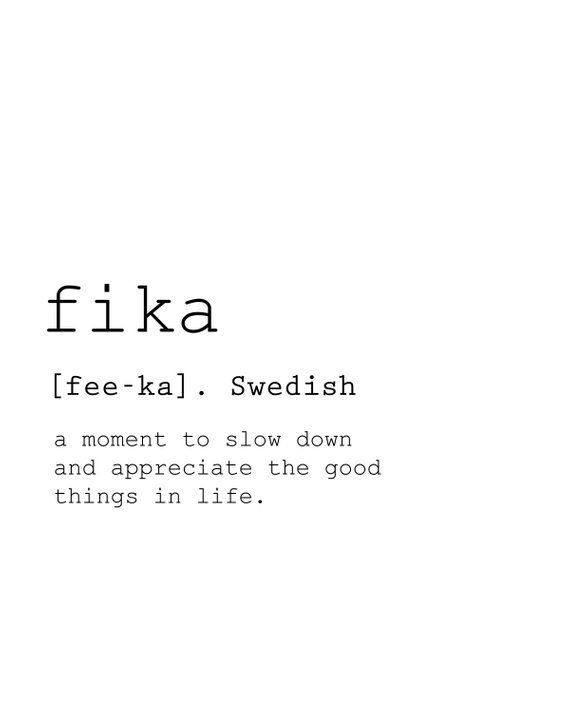 fika
[fee-ka]. Swedish
a moment to slow down
and appreciate the good
things in life.